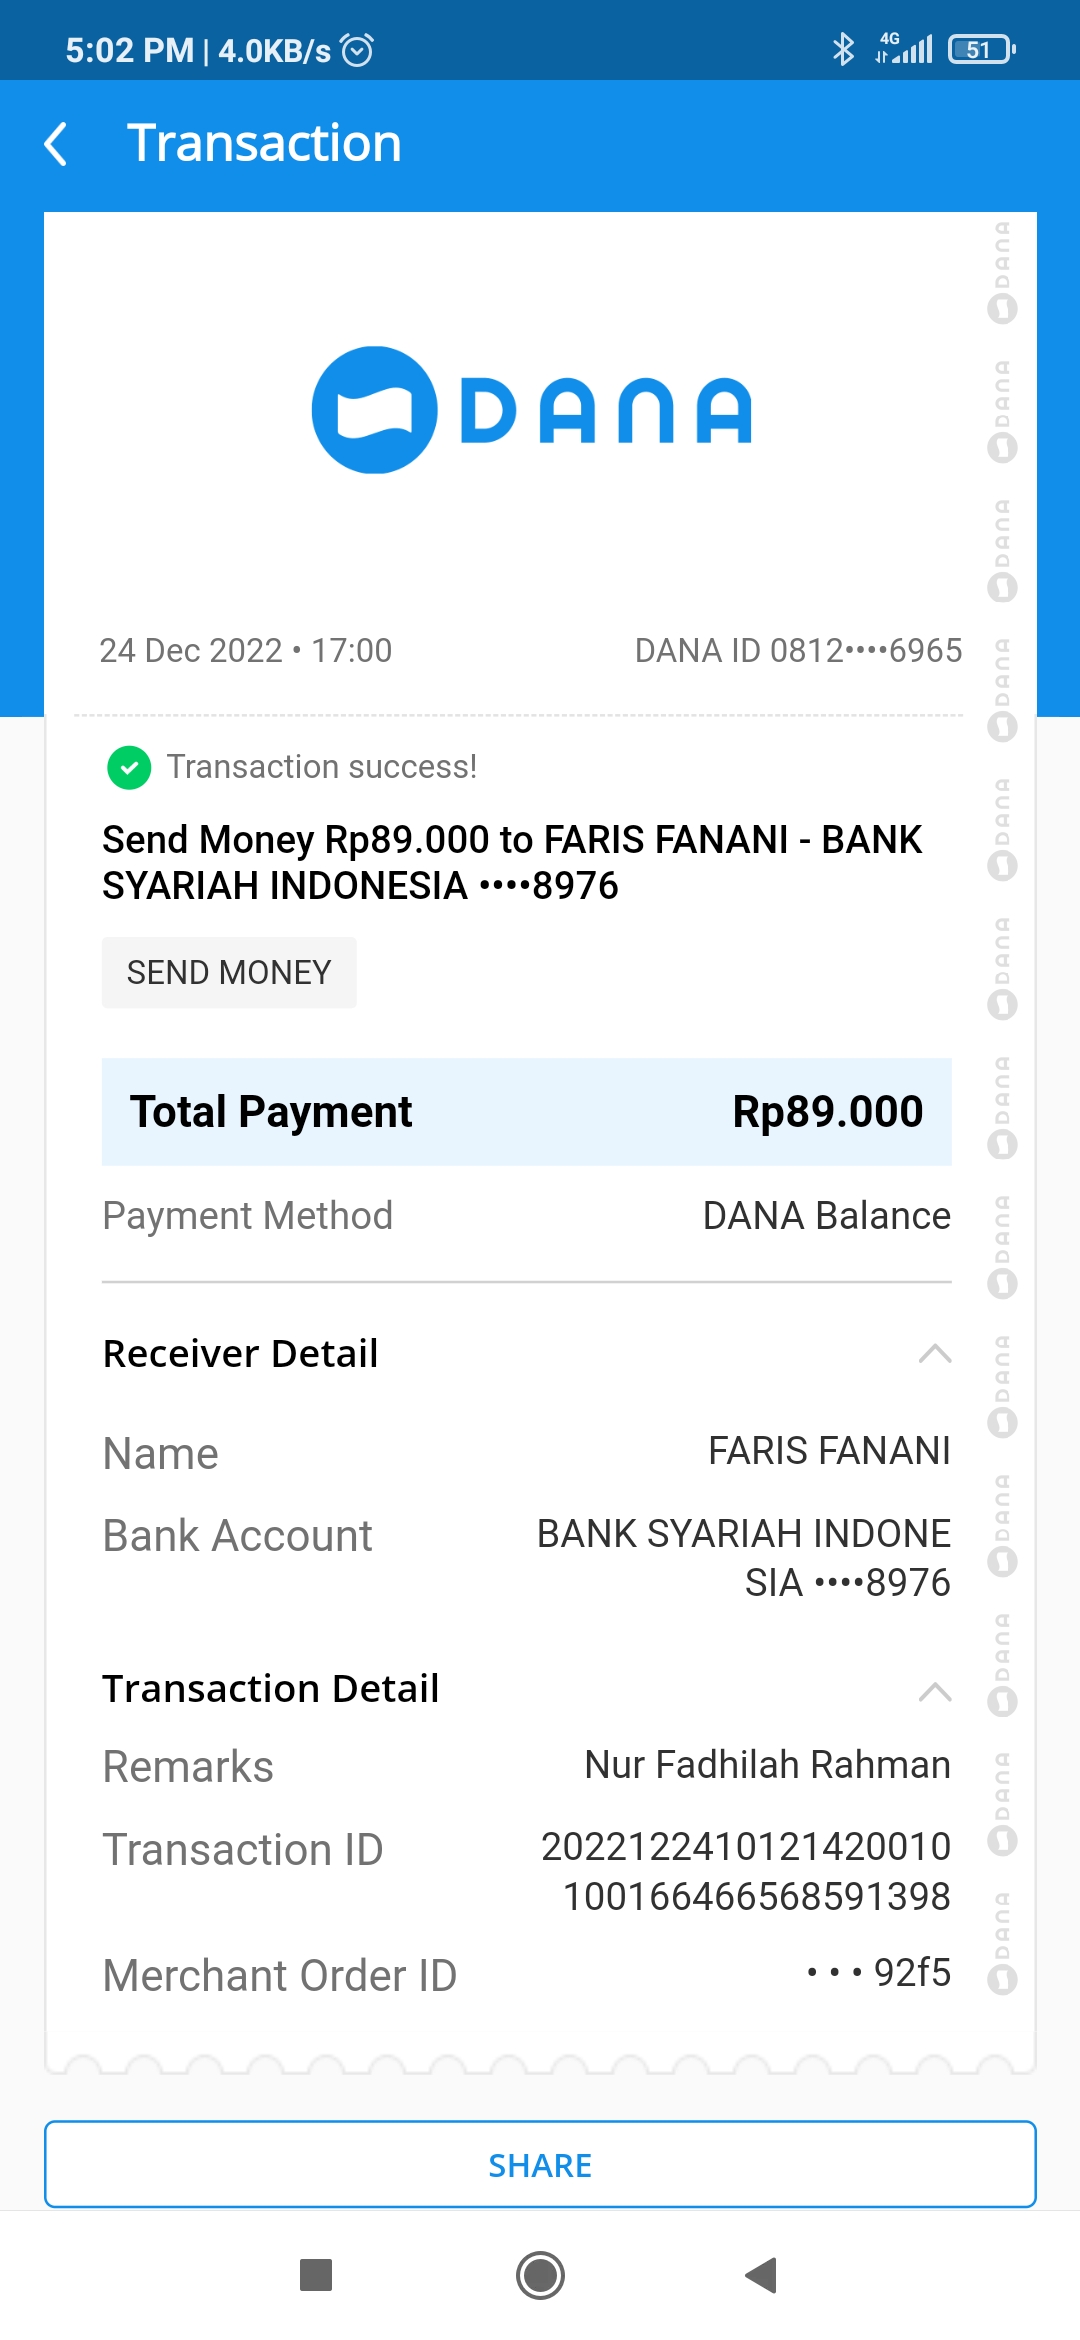 5:02 PM | 4.0KB/s
4G
51
Transaction
DANA
24 Dec 2022 • 17:00
DANA ID 0812••••6965
Transaction success!
Send Money Rp89.000 to FARIS FANANI - BANK
SYARIAH INDONESIA ••••8976
SEND MONEY
Total Payment
Rp89.000
Payment Method
DANA Balance
Receiver Detail
Name
FARIS FANANI
Bank Account
BANK SYARIAH INDONE
SIA ••••8976
Transaction Detail
Remarks
Nur Fadhilah Rahman
Transaction ID
2022122410121420010
100166466568591398
Merchant Order ID
• • • 92f5
SHARE
DANA
DANA
DANA
DANA
DANA
DANA
DANA
DANA
DANA
DANA
DANA
DANA
DANA